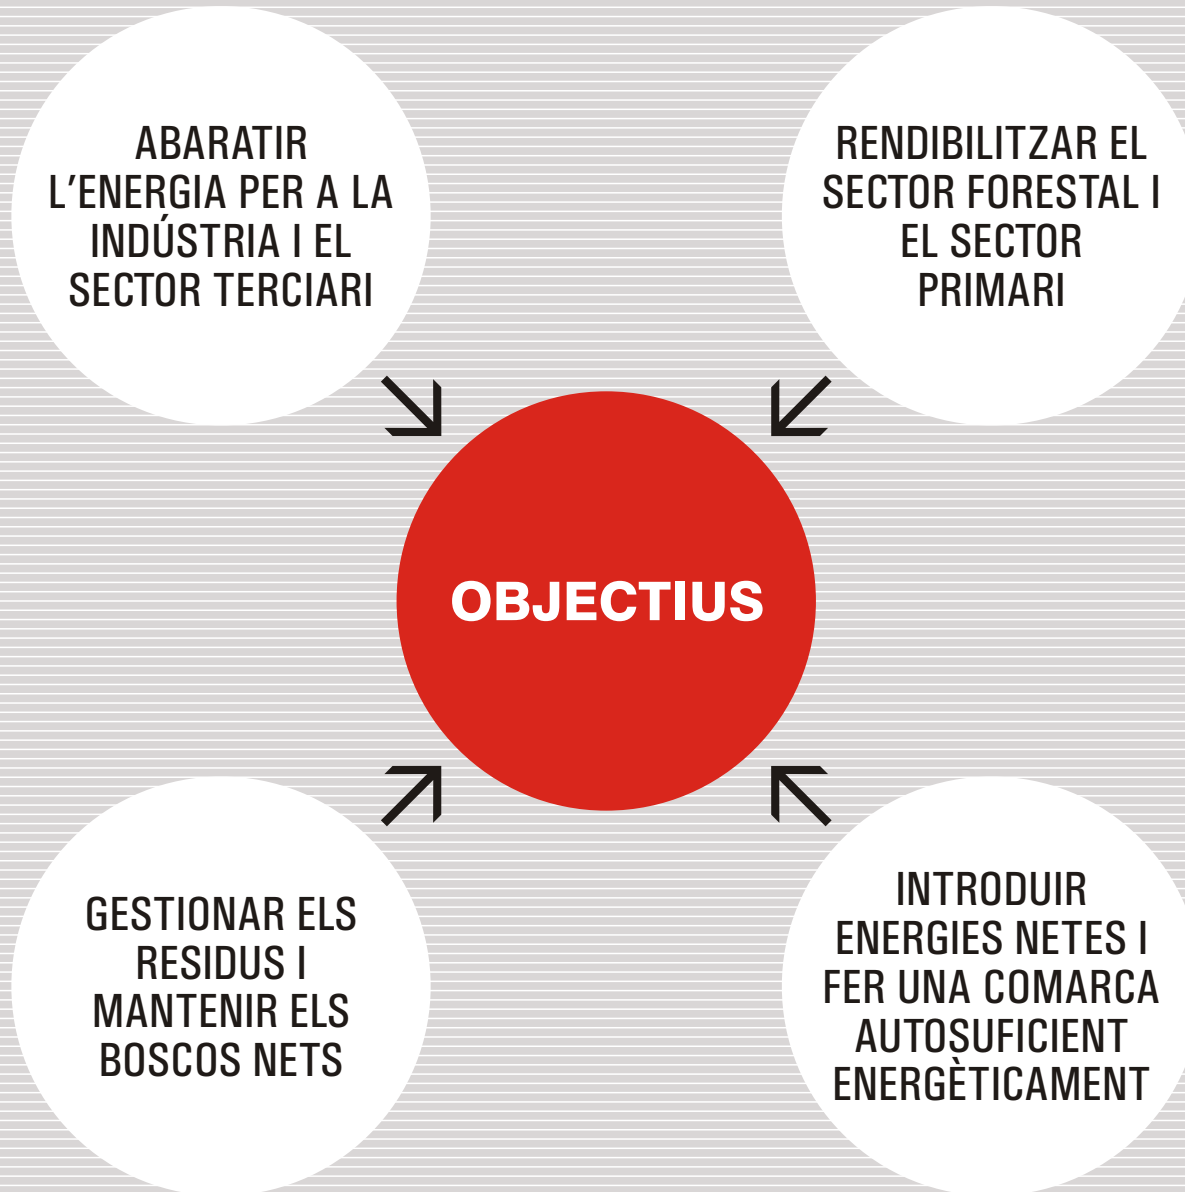 ABARATIR
L'ENERGIA PER A LA
INDÚSTRIA I EL
SECTOR TERCIARI
RENDIBILITZAR EL
SECTOR FORESTAL I
EL SECTOR
PRIMARI
OBJECTIUS
GESTIONAR ELS
RESIDUS I
MANTENIR ELS
BOSCOS NETS
INTRODUIR
ENERGIES NETES I
FER UNA COMARCA
AUTOSUFICIENT
ENERGÈTICAMENT